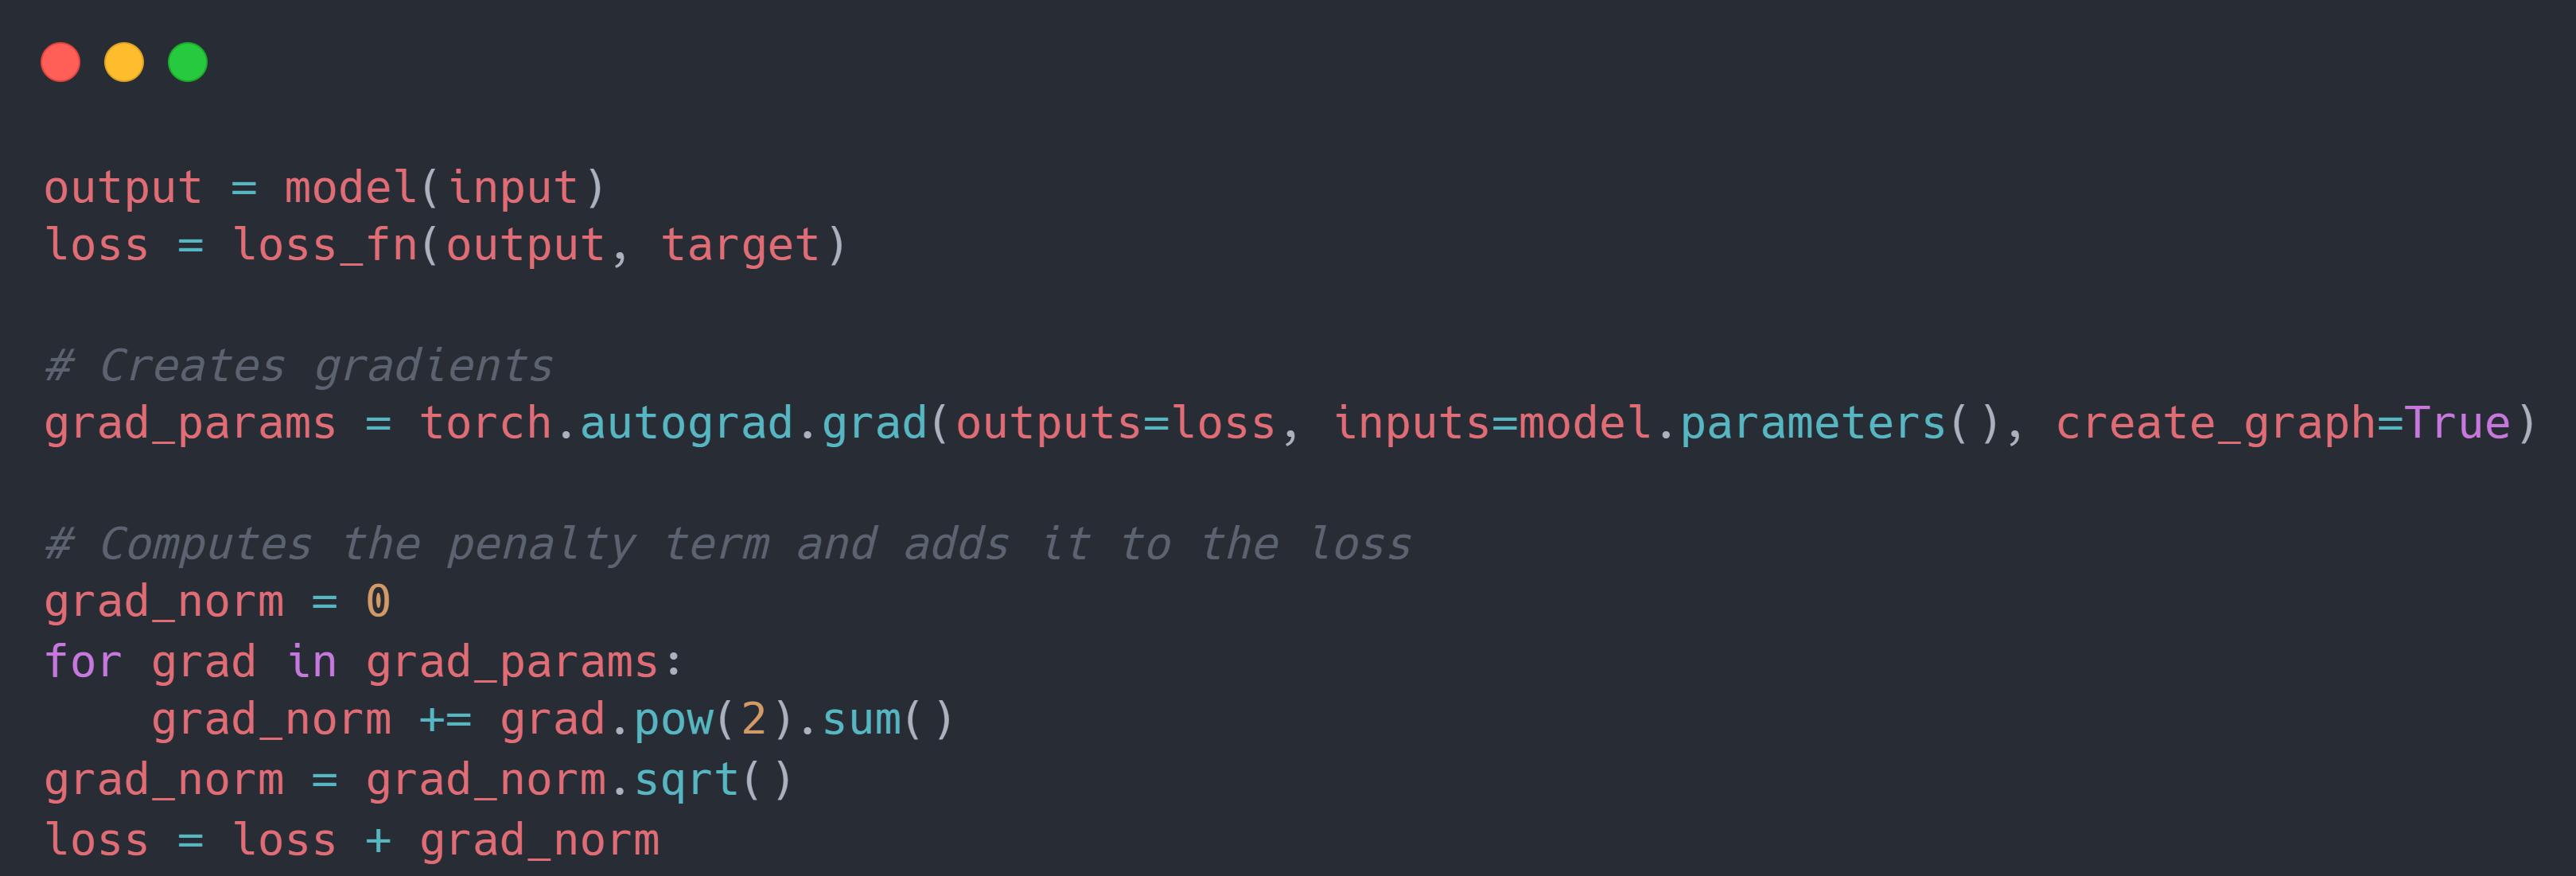 output = model(input)
loss = loss_fn(output, target)
# Creates gradients
grad_params = torch.autograd.grad(outputs=loss, inputs=model.parameters(), create_graph=True)
# Computes the penalty term and adds it to the loss
grad_norm = 0
for grad in grad_params:
    grad_norm += grad.pow(2).sum()
grad_norm = grad_norm.sqrt()
loss = loss + grad_norm